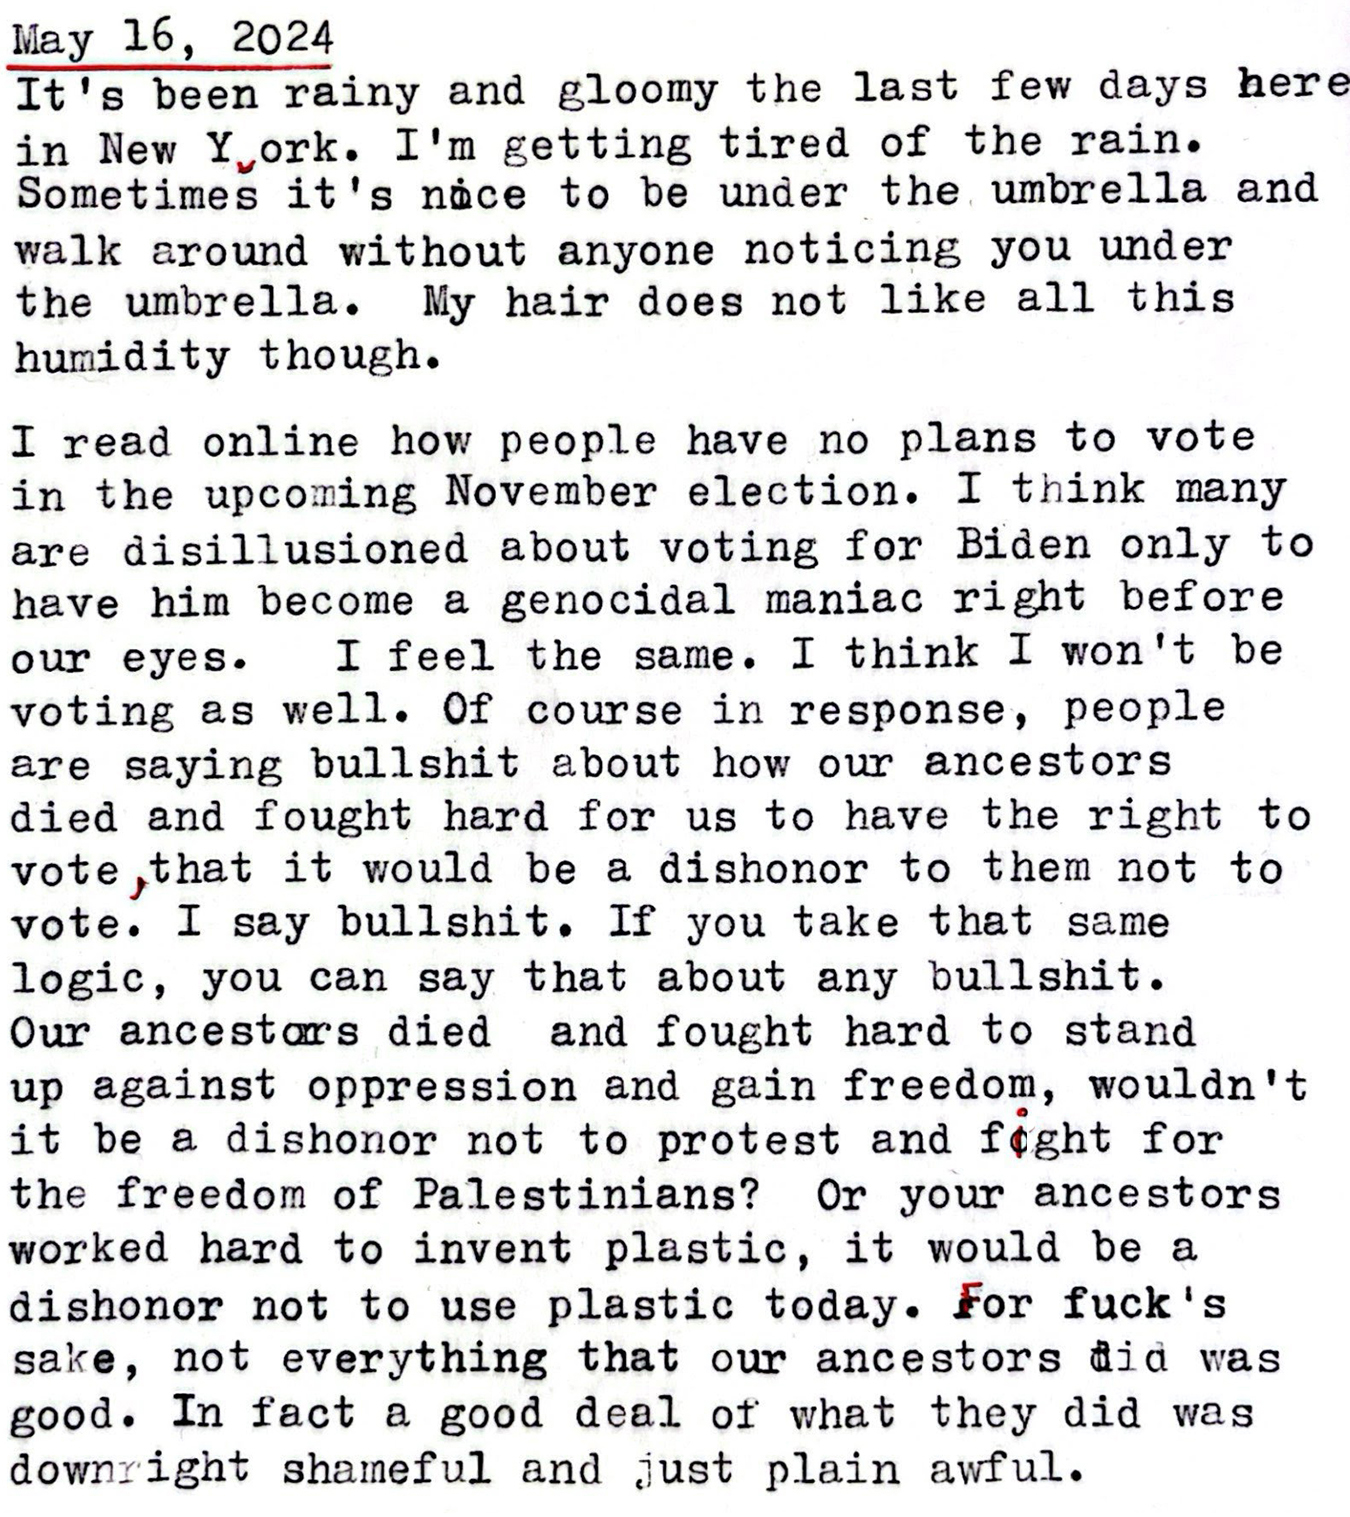 May 16, 2024
It's been rainy and gloomy the last few days here
in New York. I'm getting tired of the rain.
Sometimes it's nice to be under the umbrella and
walk around without anyone noticing you under
the umbrella.  My hair does not like all this
humidity though.
I read online how people have no plans to vote
in the upcoming November election. I think many
are disillusioned about voting for Biden only to
have him become a genocidal maniac right before
our eyes.   I feel the same. I think I won't be
voting as well. Of course in response, people
are saying bullshit about how our ancestors
died and fought hard for us to have the right to
vote,that it would be a dishonor to them not to
vote. I say bullshit. If you take that same
logic, you can say that about any bullshit.
Our ancestors died  and fought hard to stand
up against oppression and gain freedom, wouldn't
it be a dishonor not to protest and fight for
the freedom of Palestinians?  Or your ancestors
worked hard to invent plastic, it would be a
dishonor not to use plastic today. For fuck's
sake, not everything that our ancestors did was
good. In fact a good deal of what they did was
downright shameful and just plain awful.